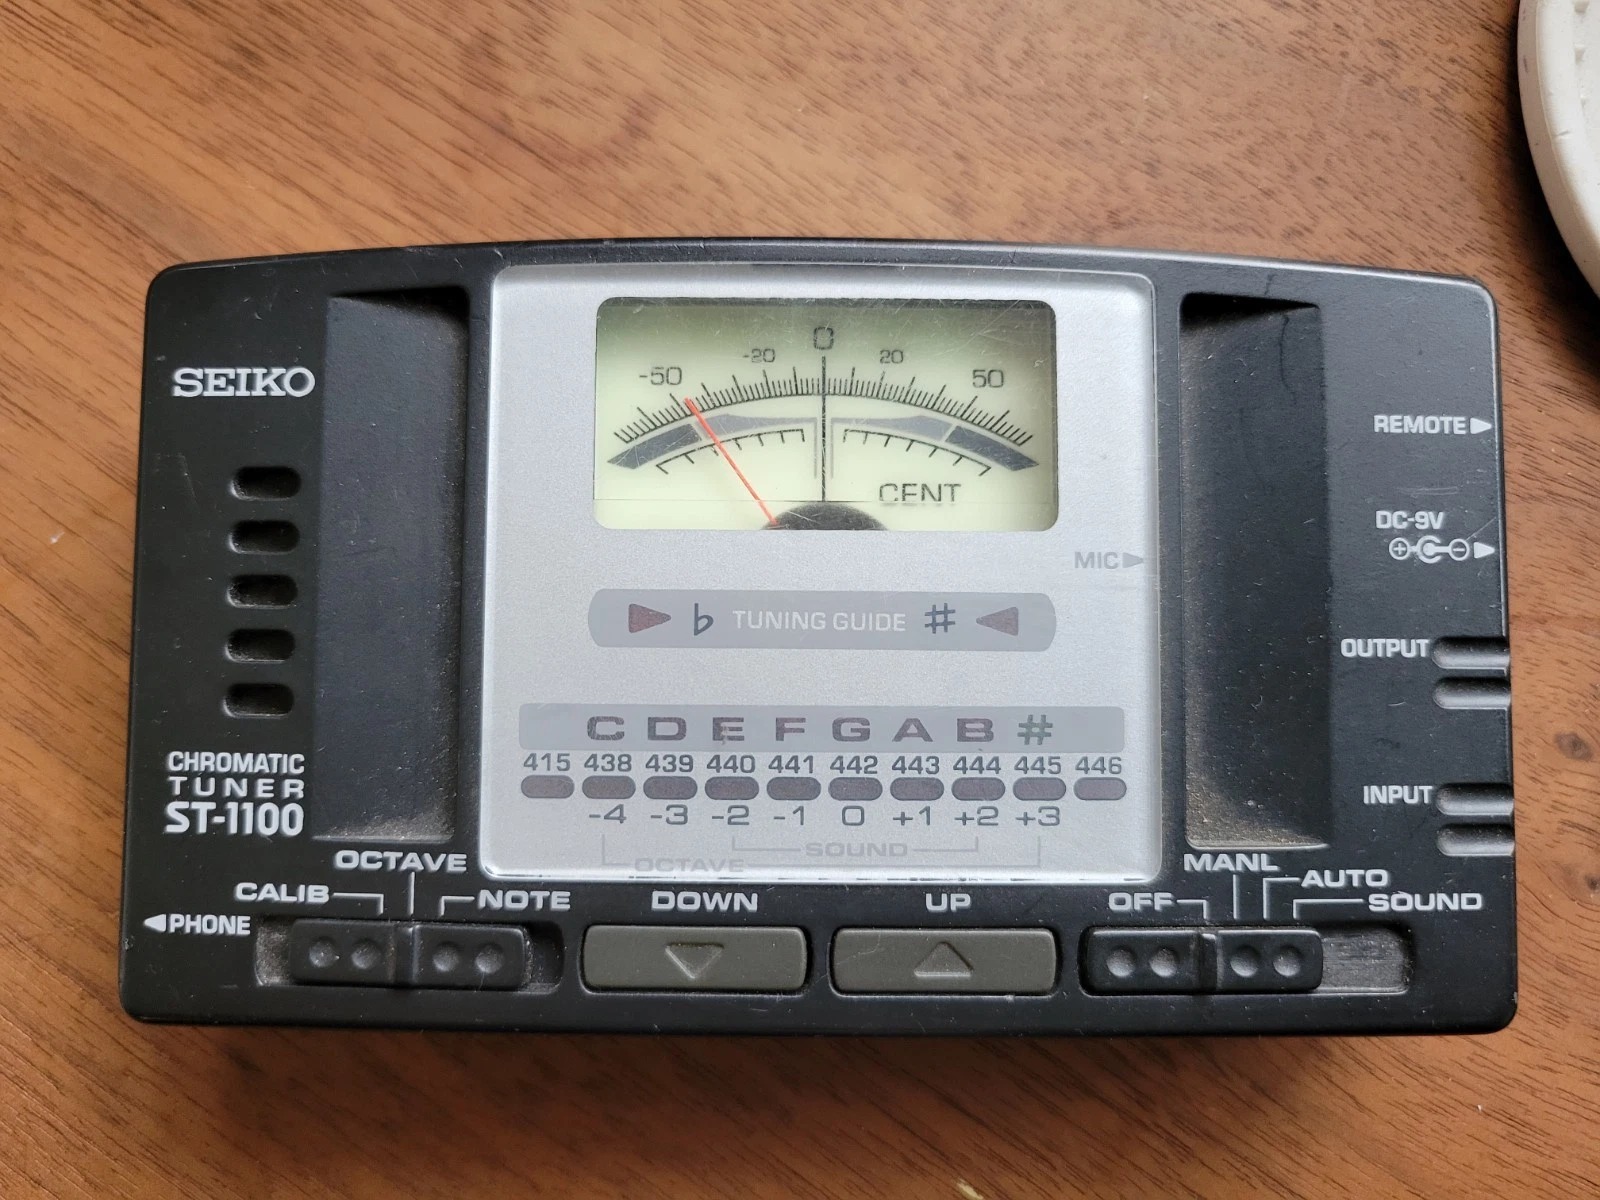 0
-20 20
-50 50
SEIKO
REMOTE
CENT
DC-9V
MIC
♭ TUNING GUIDE #
OUTPUT
C D E F G A B #
415 438 439 440 441 442 443 444 445 446
-4 -3 -2 -1 0 +1 +2 +3
SOUND
OCTAVE
CHROMATIC
TUNER
ST-1100
INPUT
OCTAVE
CALIB NOTE
PHONE
DOWN UP
MANL
AUTO
OFF SOUND